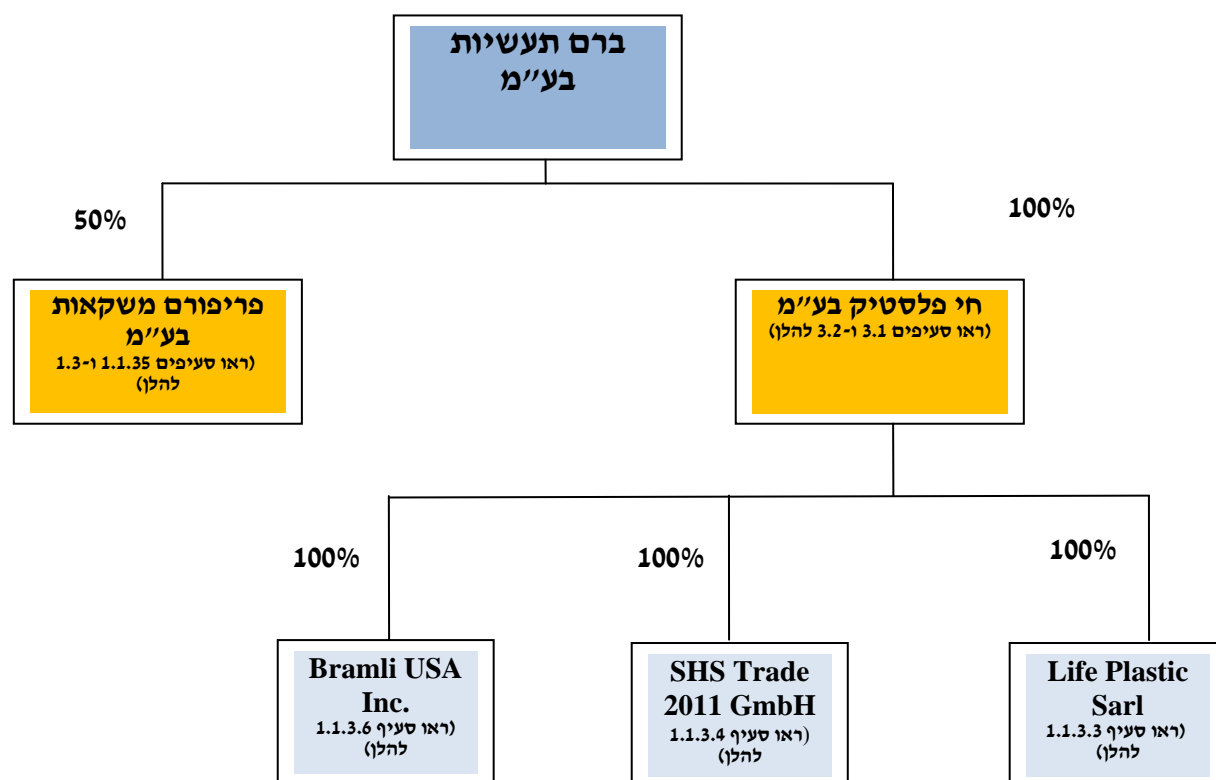 ברם תעשיות
בע״מ
50%
100%
פריפורם משקאות
בע״מ
(ראו סעיפים 1.1.35 ו-1.3
להלן)
חי פלסטיק בע״מ
(ראו סעיפים 3.1 ו-3.2 להלן)
100%
100%
100%
Bramli USA
Inc.
(ראו סעיף 1.1.3.6
להלן)
SHS Trade
2011 GmbH
(ראו סעיף 1.1.3.4
להלן)
Life Plastic
Sarl
(ראו סעיף 1.1.3.3
להלן)